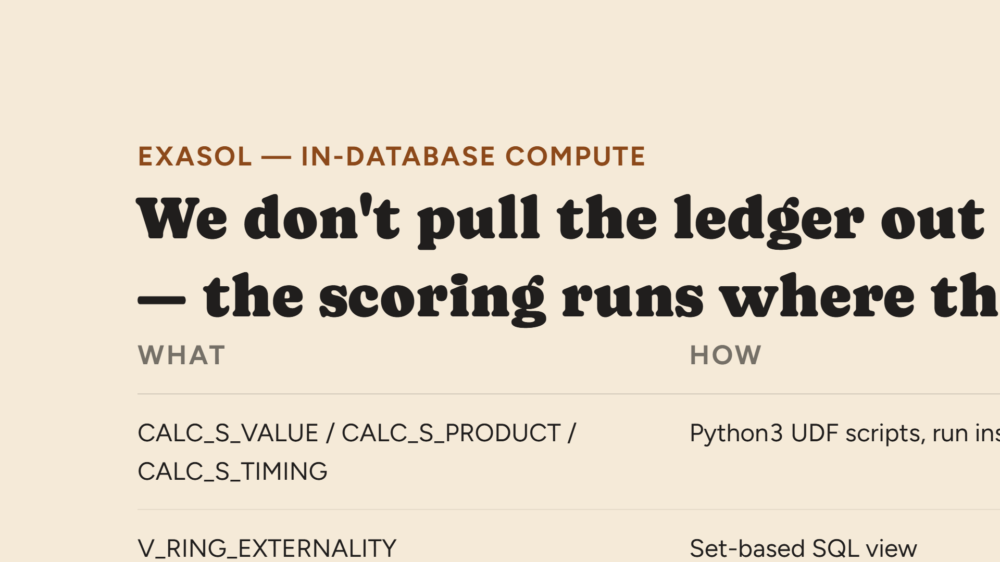 EXASOL — IN-DATABASE COMPUTE
We don't pull the ledger out
— the scoring runs where th
WHAT
HOW
CALC_S_VALUE / CALC_S_PRODUCT /
CALC_S_TIMING
Python3 UDF scripts, run ins
V_RING_EXTERNALITY
Set-based SQL view